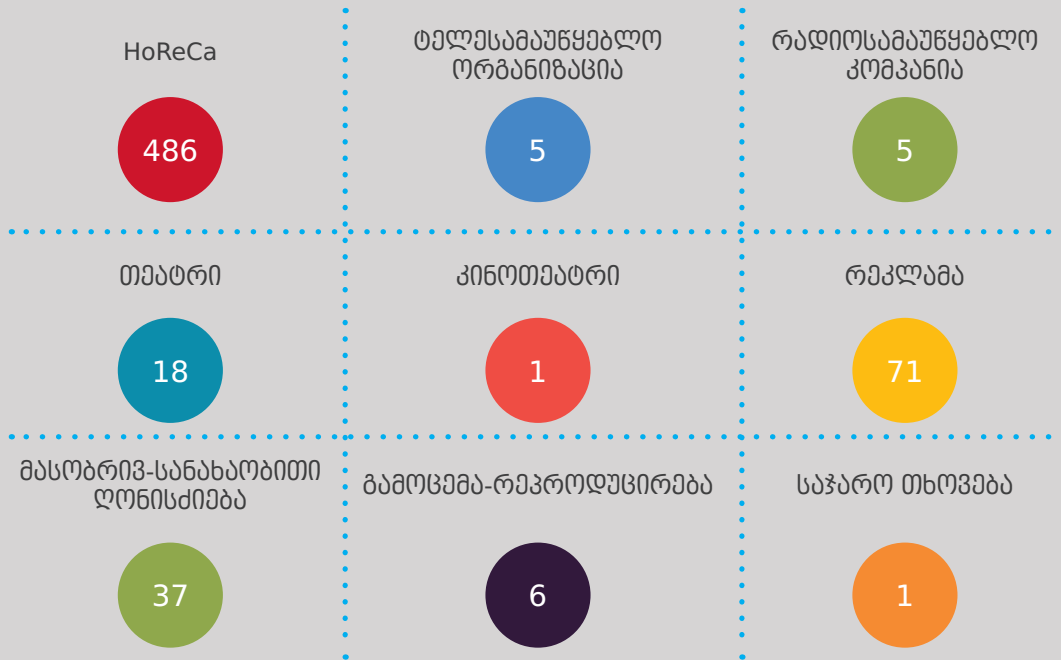 HoReCa
ტელესამაუწყებლო
ორგანიზაცია
486
5
რადიოსამაუწყებლო
კომპანია
5
თეატრი
18
კინოთეატრი
1
რეკლამა
71
მასობრივ-სანახაობითი
ღონისძიება
37
გამოცემა-რეპროდუცირება
6
საჯარო თხოვება
1